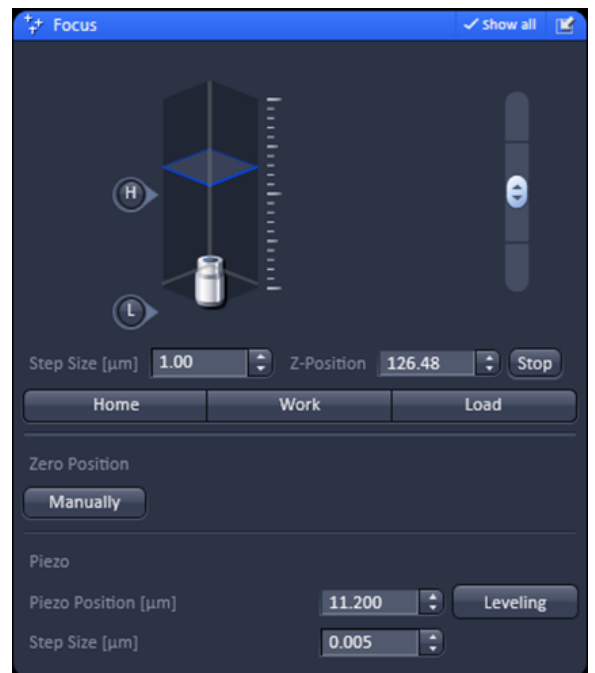 Focus ✓ Show all
H
L
Step Size [µm] 1.00 Z-Position 126.48 Stop
Home Work Load
Zero Position
Manually
Piezo
Piezo Position [µm] 11.200 Leveling
Step Size [µm] 0.005